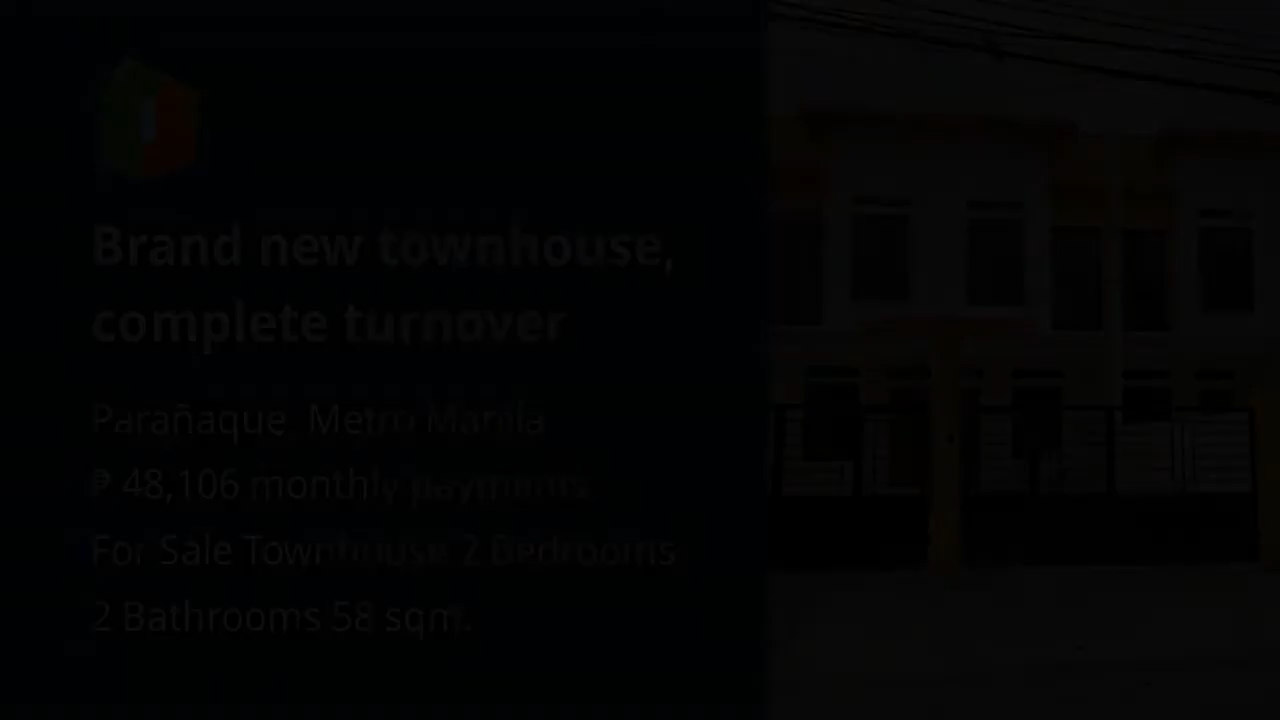 Brand new townhouse,
complete turnover
Parañaque, Metro Manila
₱ 48,106 monthly payments
For Sale Townhouse 2 Bedrooms
2 Bathrooms 58 sqm.